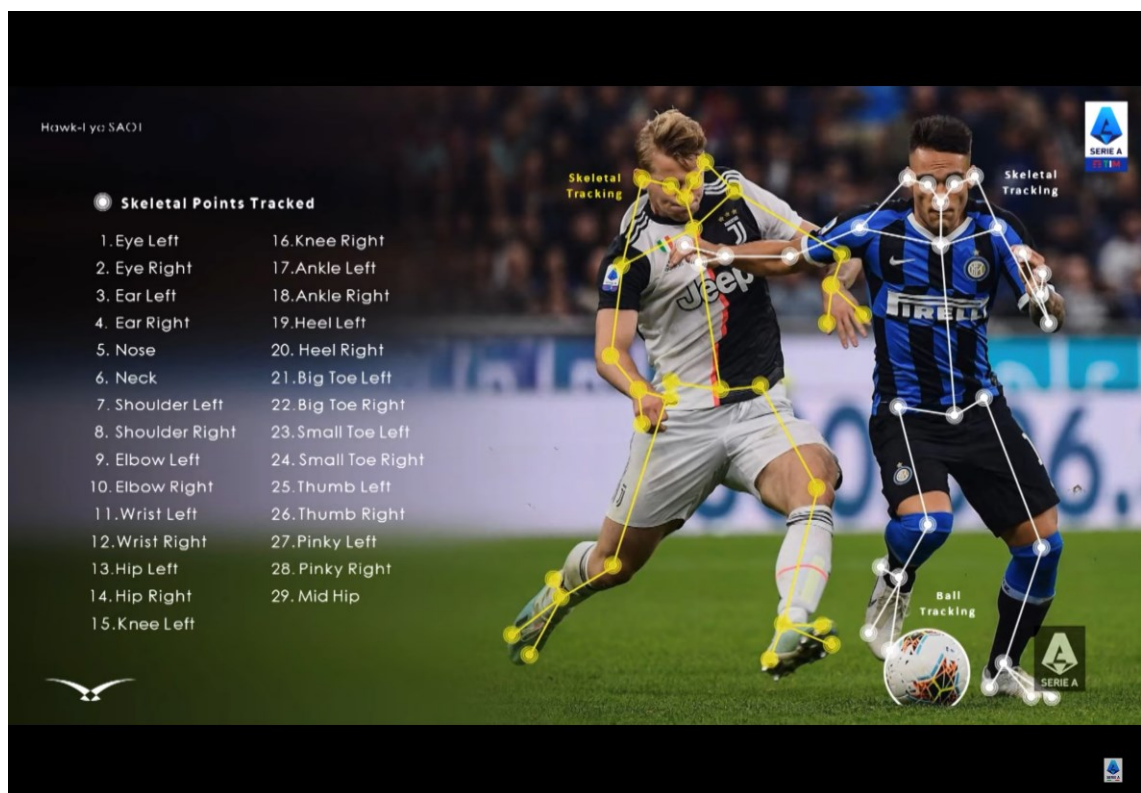 Hawk-I yo SAOI
Skeletal Points Tracked
1. Eye Left
2. Eye Right
3. Ear Left
4. Ear Right
5. Nose
6. Neck
7. Shoulder Left
8. Shoulder Right
9. Elbow Left
10. Elbow Right
11. Wrist Left
12. Wrist Right
13. Hip Left
14. Hip Right
15. Knee Left
16. Knee Right
17. Ankle Left
18. Ankle Right
19. Heel Left
20. Heel Right
21. Big Toe Left
22. Big Toe Right
23. Small Toe Left
24. Small Toe Right
25. Thumb Left
26. Thumb Right
27. Pinky Left
28. Pinky Right
29. Mid Hip
Skeletal
Tracking
Skeletal
Tracking
SERIE A
TIM
Jeep
PIRELLI
Ball
Tracking
SERIE A